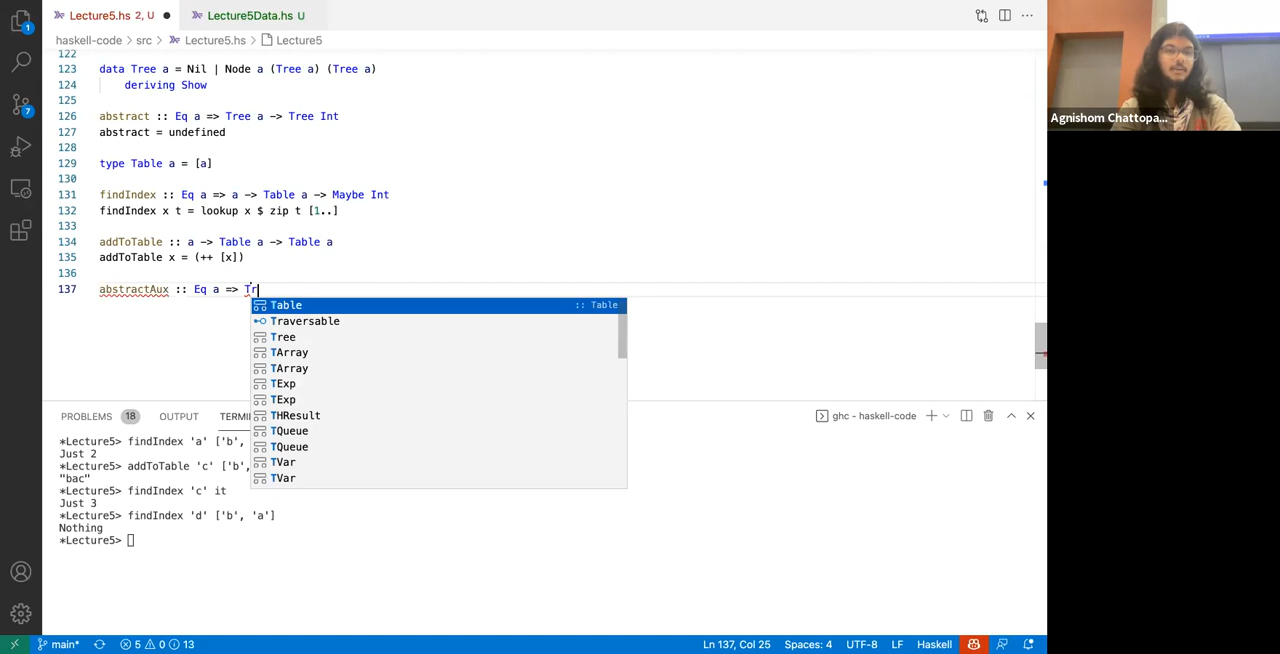 Lecture5.hs 2, U
Lecture5Data.hs U
haskell-code > src > Lecture5.hs > Lecture5
122
123 data Tree a = Nil | Node a (Tree a) (Tree a)
124 deriving Show
125
126 abstract :: Eq a => Tree a -> Tree Int
127 abstract = undefined
128
129 type Table a = [a]
130
131 findIndex :: Eq a => a -> Table a -> Maybe Int
132 findIndex x t = lookup x $ zip t [1..]
133
134 addToTable :: a -> Table a -> Table a
135 addToTable x = (++ [x])
136
137 abstractAux :: Eq a => Tr
Table :: Table
Traversable
Tree
TArray
TArray
TExp
TExp
THResult
TQueue
TQueue
TVar
TVar
PROBLEMS 18 OUTPUT TERMI
ghc - haskell-code
*Lecture5> findIndex 'a' ['b',
Just 2
*Lecture5> addToTable 'c' ['b',
"bac"
*Lecture5> findIndex 'c' it
Just 3
*Lecture5> findIndex 'd' ['b', 'a']
Nothing
*Lecture5>
main* 5 0 13
Ln 137, Col 25 Spaces: 4 UTF-8 LF Haskell
Agnishom Chattopa...
1
7